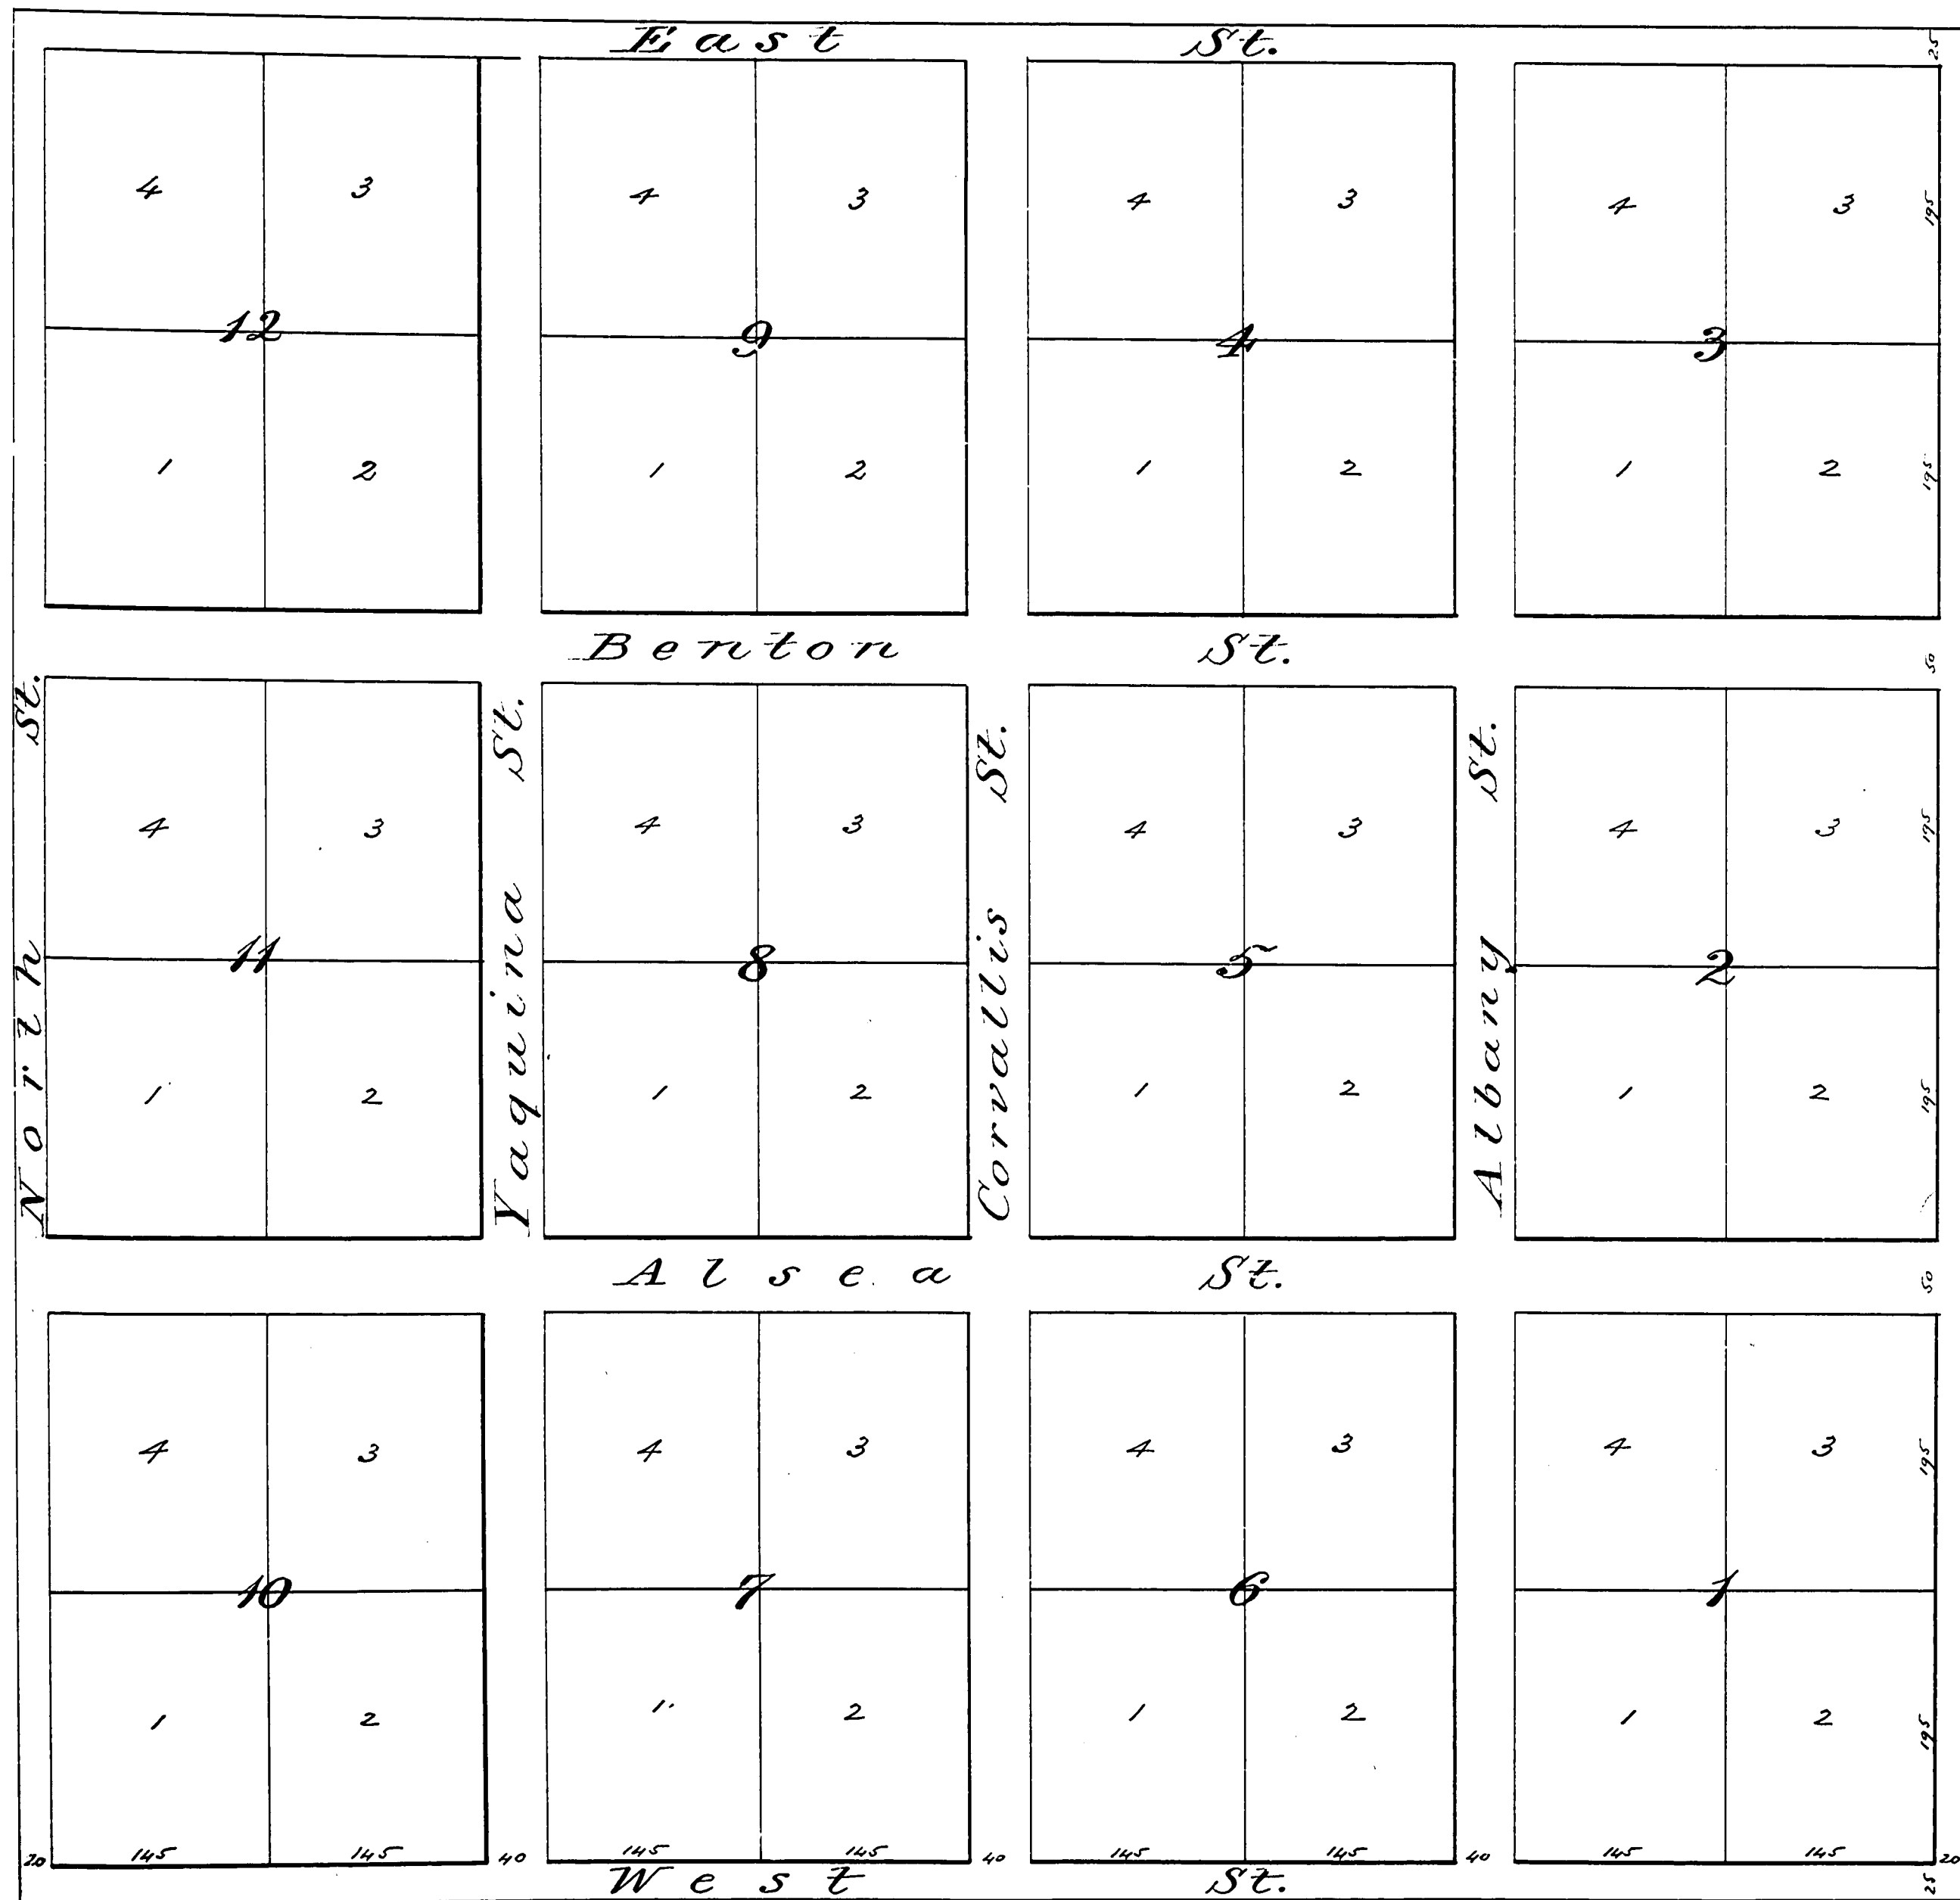 East St.
25
4 3 4 3 4 3 4 3 195
12 9 4 3
1 2 1 2 1 2 1 2 195
Benton St.
50
North St.
Yaquina St.
Corvallis St.
Albany St.
4 3 4 3 4 3 4 3 195
11 8 5 2
1 2 1 2 1 2 1 2 195
Alsea St.
50
4 3 4 3 4 3 4 3 195
10 7 6 1
1 2 1 2 1 2 1 2 195
20 145 145 40 145 145 40 145 145 40 145 145 20
West St.
25